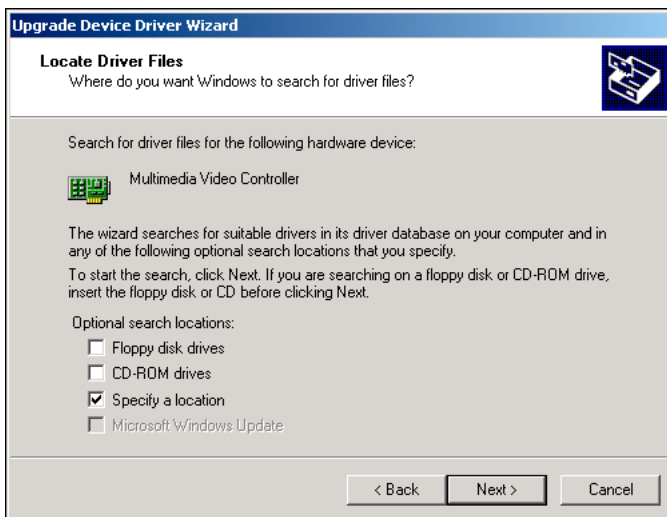 Upgrade Device Driver Wizard
Locate Driver Files
Where do you want Windows to search for driver files?
Search for driver files for the following hardware device:
Multimedia Video Controller
The wizard searches for suitable drivers in its driver database on your computer and in
any of the following optional search locations that you specify.
To start the search, click Next. If you are searching on a floppy disk or CD-ROM drive,
insert the floppy disk or CD before clicking Next.
Optional search locations:
Floppy disk drives
CD-ROM drives
Specify a location
Microsoft Windows Update
< Back Next > Cancel